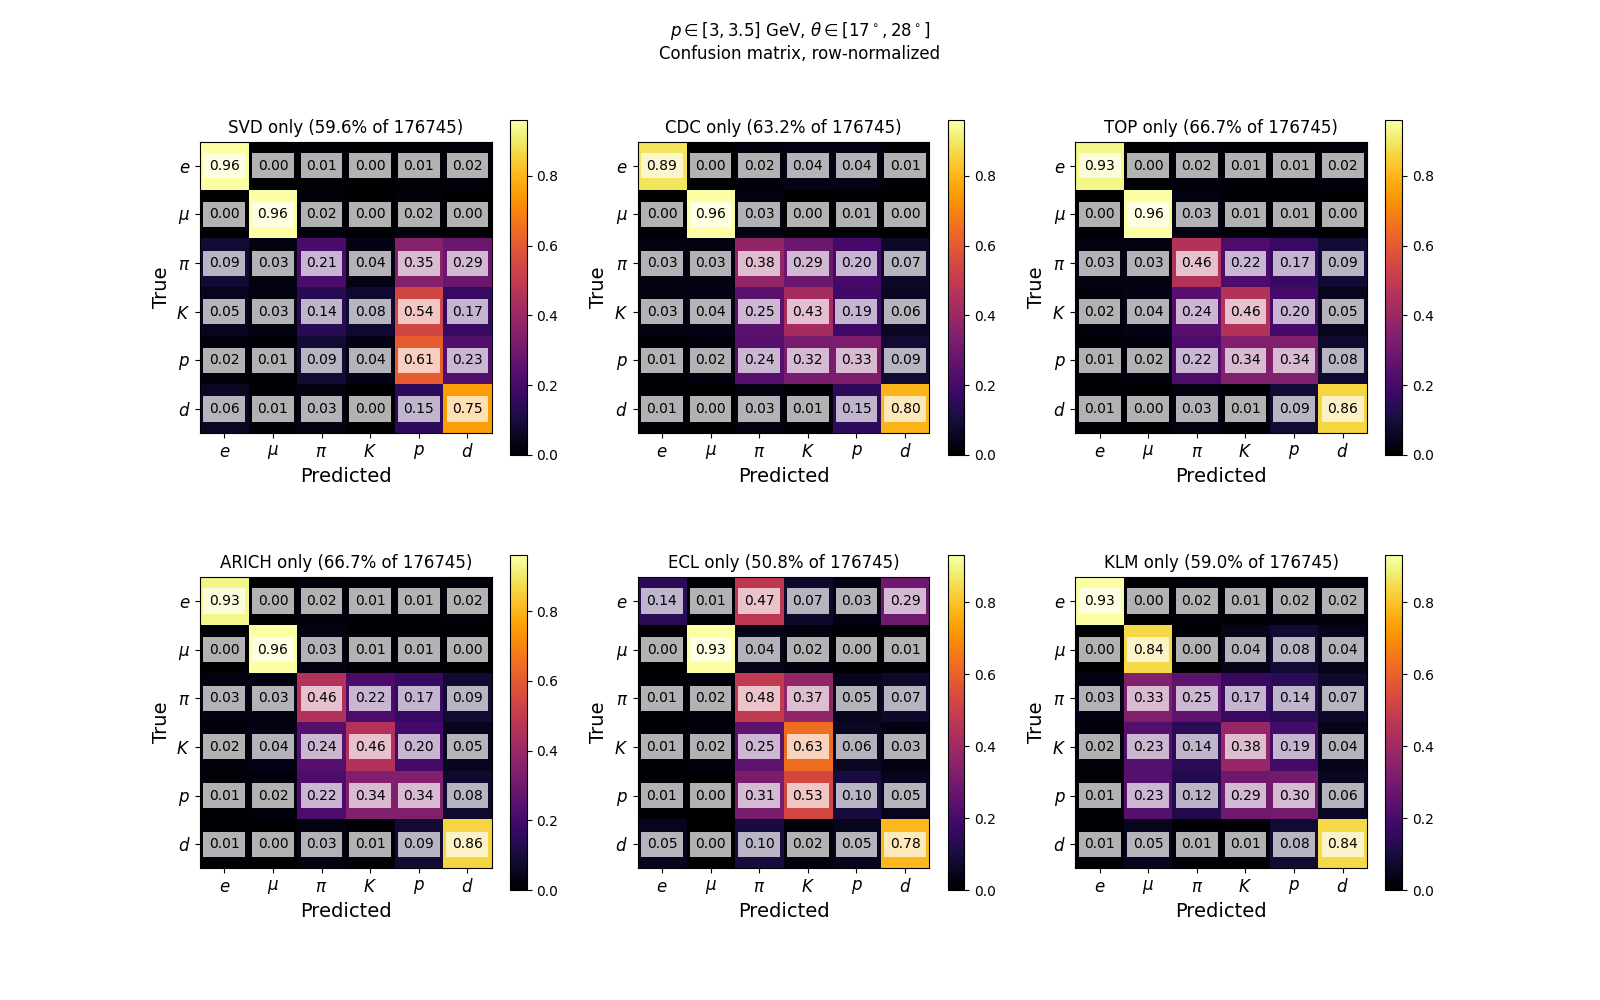 p ∈ [3, 3.5] GeV, θ ∈ [17°, 28°]
Confusion matrix, row-normalized
SVD only (59.6% of 176745)
e 0.96 0.00 0.01 0.00 0.01 0.02
μ 0.00 0.96 0.02 0.00 0.02 0.00
π 0.09 0.03 0.21 0.04 0.35 0.29
K 0.05 0.03 0.14 0.08 0.54 0.17
p 0.02 0.01 0.09 0.04 0.61 0.23
d 0.06 0.01 0.03 0.00 0.15 0.75
e μ π K p d
True
Predicted
0.8
0.6
0.4
0.2
0.0
CDC only (63.2% of 176745)
e 0.89 0.00 0.02 0.04 0.04 0.01
μ 0.00 0.96 0.03 0.00 0.01 0.00
π 0.03 0.03 0.38 0.29 0.20 0.07
K 0.03 0.04 0.25 0.43 0.19 0.06
p 0.01 0.02 0.24 0.32 0.33 0.09
d 0.01 0.00 0.03 0.01 0.15 0.80
e μ π K p d
True
Predicted
0.8
0.6
0.4
0.2
0.0
TOP only (66.7% of 176745)
e 0.93 0.00 0.02 0.01 0.01 0.02
μ 0.00 0.96 0.03 0.01 0.01 0.00
π 0.03 0.03 0.46 0.22 0.17 0.09
K 0.02 0.04 0.24 0.46 0.20 0.05
p 0.01 0.02 0.22 0.34 0.34 0.08
d 0.01 0.00 0.03 0.01 0.09 0.86
e μ π K p d
True
Predicted
0.8
0.6
0.4
0.2
0.0
ARICH only (66.7% of 176745)
e 0.93 0.00 0.02 0.01 0.01 0.02
μ 0.00 0.96 0.03 0.01 0.01 0.00
π 0.03 0.03 0.46 0.22 0.17 0.09
K 0.02 0.04 0.24 0.46 0.20 0.05
p 0.01 0.02 0.22 0.34 0.34 0.08
d 0.01 0.00 0.03 0.01 0.09 0.86
e μ π K p d
True
Predicted
0.8
0.6
0.4
0.2
0.0
ECL only (50.8% of 176745)
e 0.14 0.01 0.47 0.07 0.03 0.29
μ 0.00 0.93 0.04 0.02 0.00 0.01
π 0.01 0.02 0.48 0.37 0.05 0.07
K 0.01 0.02 0.25 0.63 0.06 0.03
p 0.01 0.00 0.31 0.53 0.10 0.05
d 0.05 0.00 0.10 0.02 0.05 0.78
e μ π K p d
True
Predicted
0.8
0.6
0.4
0.2
0.0
KLM only (59.0% of 176745)
e 0.93 0.00 0.02 0.01 0.02 0.02
μ 0.00 0.84 0.00 0.04 0.08 0.04
π 0.03 0.33 0.25 0.17 0.14 0.07
K 0.02 0.23 0.14 0.38 0.19 0.04
p 0.01 0.23 0.12 0.29 0.30 0.06
d 0.01 0.05 0.01 0.01 0.08 0.84
e μ π K p d
True
Predicted
0.8
0.6
0.4
0.2
0.0